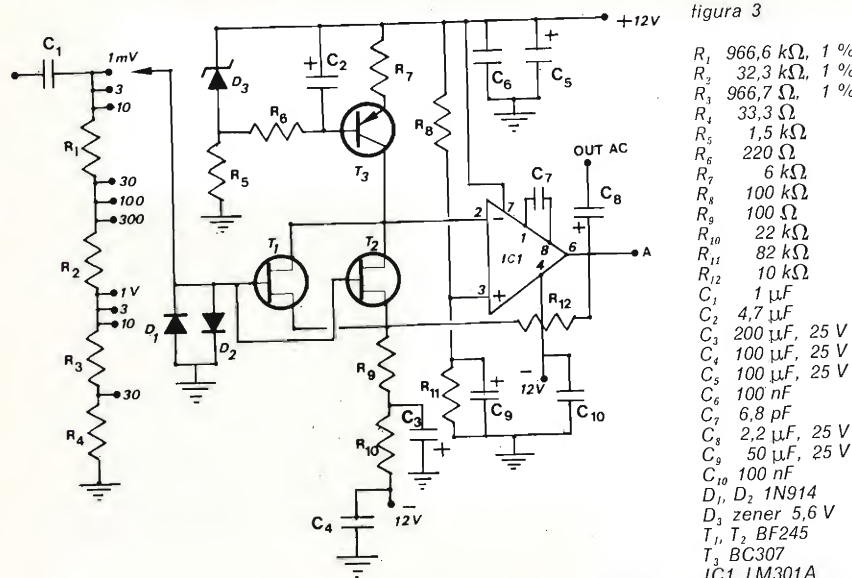 figura 3
+12V
C1
1mV
3
10
R1
30
100
300
R2
1V
3
10
R3
30
R4
D3
C2
R7
R6
R5
T3
R8
C6
C5
OUT AC
C7
C8
2
7
1
8
6
A
IC1
3
4
T1
T2
R12
D1
D2
R9
R11
C9
12V
C10
C3
R10
12V
C4
R1 966,6 kΩ, 1 %
R2 32,3 kΩ, 1 %
R3 966,7 Ω, 1 %
R4 33,3 Ω
R5 1,5 kΩ
R6 220 Ω
R7 6 kΩ
R8 100 kΩ
R9 100 Ω
R10 22 kΩ
R11 82 kΩ
R12 10 kΩ
C1 1 µF
C2 4,7 µF
C3 200 µF, 25 V
C4 100 µF, 25 V
C5 100 µF, 25 V
C6 100 nF
C7 6,8 pF
C8 2,2 µF, 25 V
C9 50 µF, 25 V
C10 100 nF
D1, D2 1N914
D3 zener 5,6 V
T1, T2 BF245
T3 BC307
IC1 LM301A